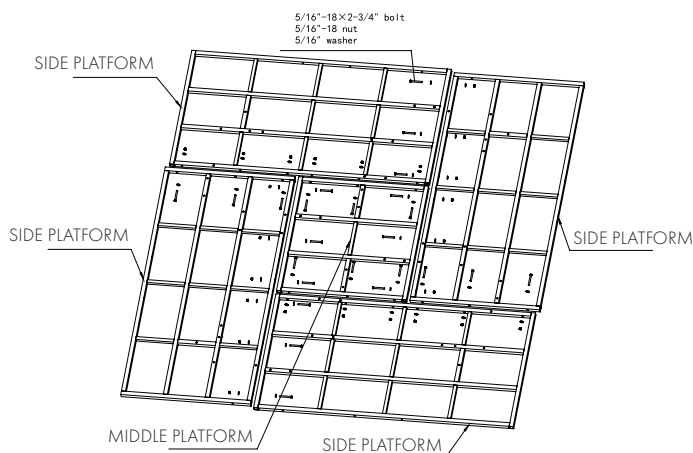 5/16"-18×2-3/4" bolt
5/16"-18 nut
5/16" washer
SIDE PLATFORM
SIDE PLATFORM
SIDE PLATFORM
MIDDLE PLATFORM
SIDE PLATFORM